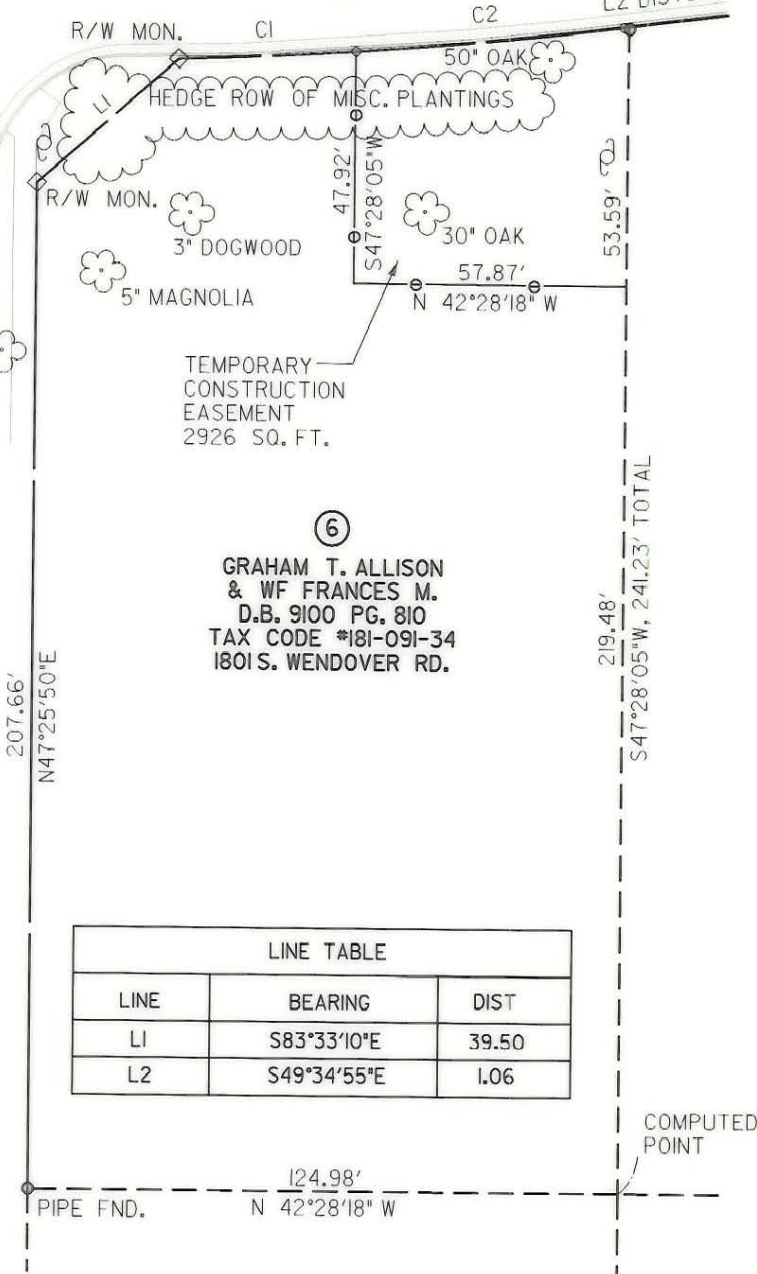 R/W MON.
C1
C2
50" OAK
L1
HEDGE ROW OF MISC. PLANTINGS
R/W MON.
47.92'
S47°28'05"W
53.59'
3" DOGWOOD
30" OAK
5" MAGNOLIA
57.87'
N 42°28'18" W
TEMPORARY
CONSTRUCTION
EASEMENT
2926 SQ. FT.
6
GRAHAM T. ALLISON
& WF FRANCES M.
D.B. 9100 PG. 810
TAX CODE #181-091-34
1801 S. WENDOVER RD.
207.66'
N47°25'50"E
219.48'
S47°28'05"W, 241.23' TOTAL
LINE TABLE
LINE BEARING DIST
L1 S83°33'10"E 39.50
L2 S49°34'55"E 1.06
COMPUTED
POINT
124.98'
PIPE FND.
N 42°28'18" W